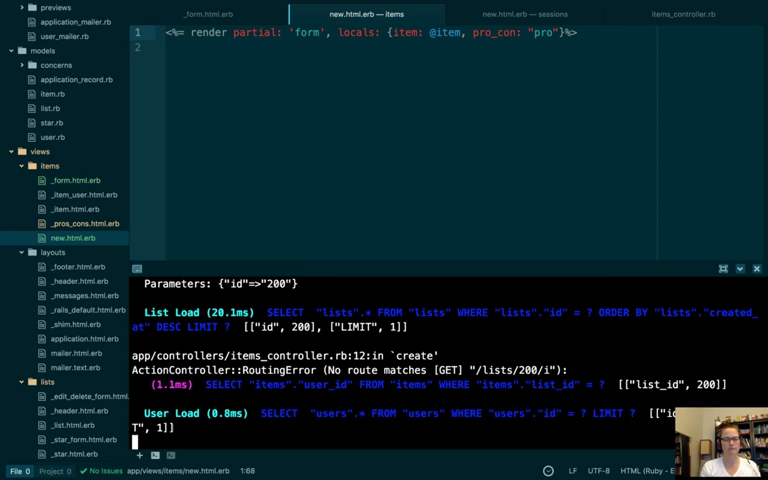 previews
application_mailer.rb
user_mailer.rb
models
concerns
application_record.rb
item.rb
list.rb
star.rb
user.rb
views
items
_form.html.erb
_item_user.html.erb
_item.html.erb
_pros_cons.html.erb
new.html.erb
layouts
_footer.html.erb
_header.html.erb
_messages.html.erb
_rails_default.html.erb
_shim.html.erb
application.html.erb
mailer.html.erb
mailer.text.erb
lists
_edit_delete_form.html
_header.html.erb
_list.html.erb
_star_form.html.erb
_star.html.erb
_form.html.erb
new.html.erb — items
new.html.erb — sessions
items_controller.rb
1 <%= render partial: 'form', locals: {item: @item, pro_con: "pro"}%>
2
Parameters: {"id"=>"200"}
List Load (20.1ms) SELECT "lists".* FROM "lists" WHERE "lists"."id" = ? ORDER BY "lists"."created_
at" DESC LIMIT ? [["id", 200], ["LIMIT", 1]]
app/controllers/items_controller.rb:12:in `create'
ActionController::RoutingError (No route matches [GET] "/lists/200/i"):
(1.1ms) SELECT "items"."user_id" FROM "items" WHERE "items"."list_id" = ? [["list_id", 200]]
User Load (0.8ms) SELECT "users".* FROM "users" WHERE "users"."id" = ? LIMIT ? [["i
T", 1]]
File 0 Project 0 No Issues app/views/items/new.html.erb 1:68 LF UTF-8 HTML (Ruby - E